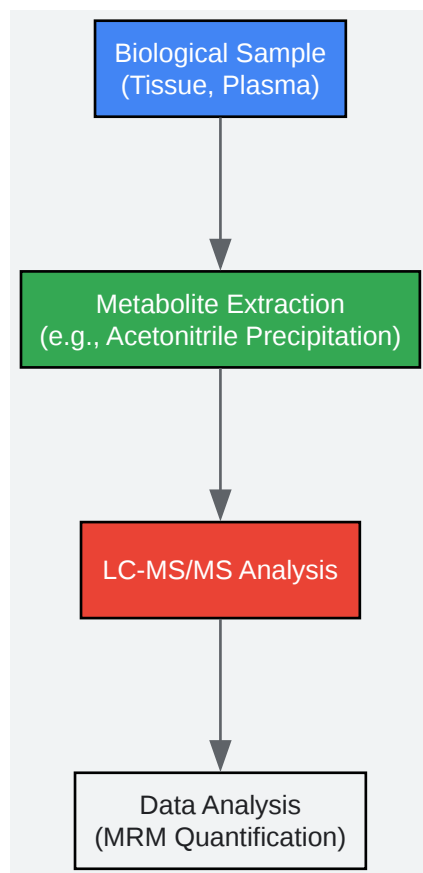 Biological Sample
(Tissue, Plasma)
Metabolite Extraction
(e.g., Acetonitrile Precipitation)
LC-MS/MS Analysis
Data Analysis
(MRM Quantification)